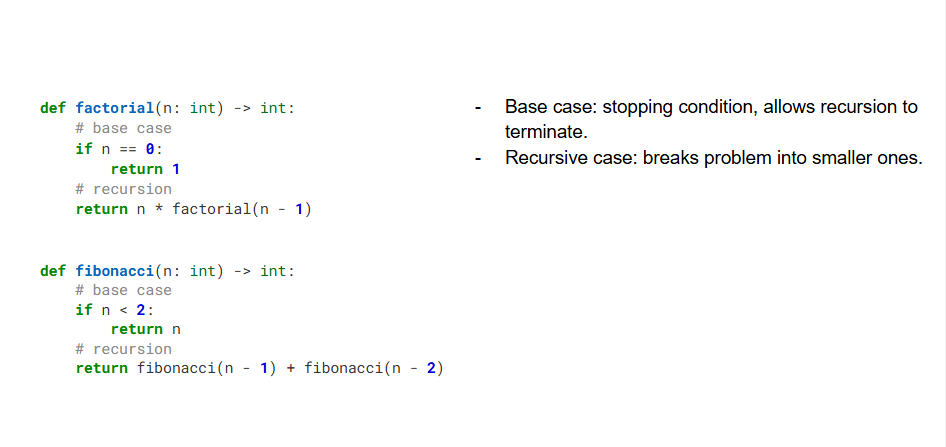 def factorial(n: int) -> int:
    # base case
    if n == 0:
        return 1
    # recursion
    return n * factorial(n - 1)
def fibonacci(n: int) -> int:
    # base case
    if n < 2:
        return n
    # recursion
    return fibonacci(n - 1) + fibonacci(n - 2)
- Base case: stopping condition, allows recursion to
terminate.
- Recursive case: breaks problem into smaller ones.